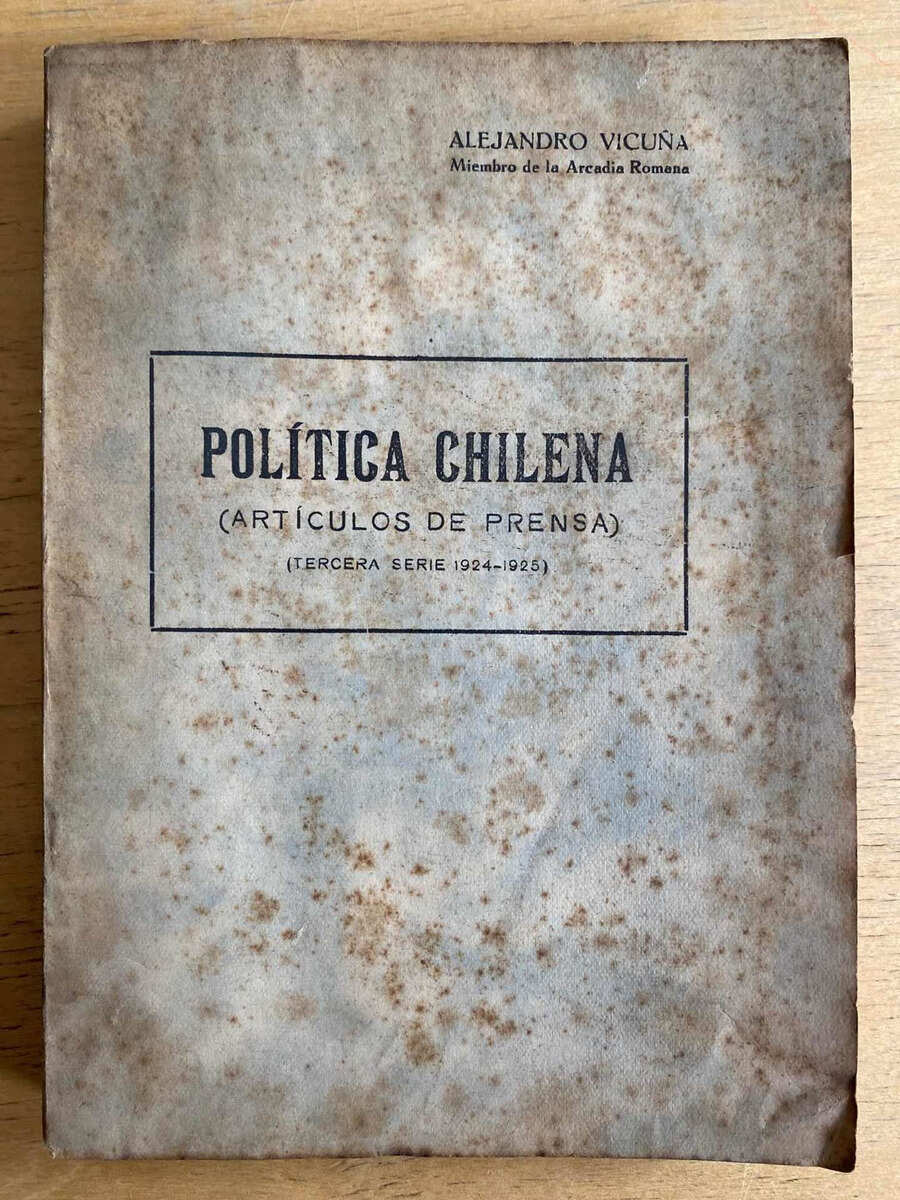 ALEJANDRO VICUÑA
Miembro de la Arcadia Romana
POLÍTICA CHILENA
(ARTÍCULOS DE PRENSA)
(TERCERA SERIE 1924-1925)